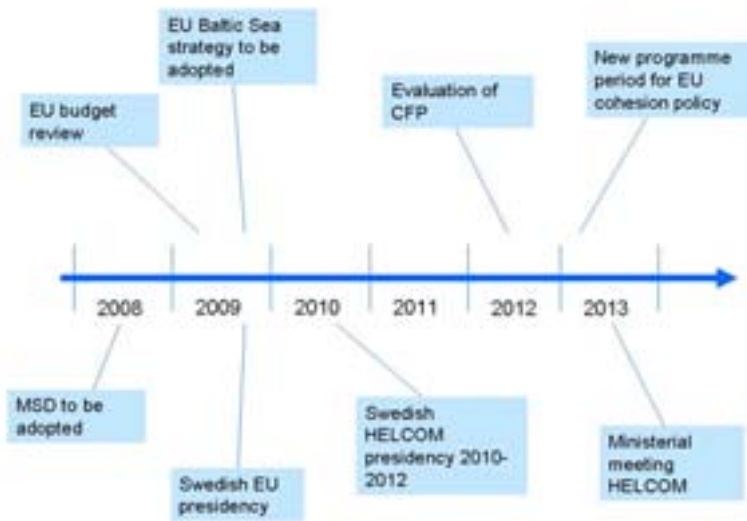 EU Baltic Sea
strategy to be
adopted
New programme
period for EU
cohesion policy
Evaluation of
CFP
EU budget
review
2008
2009
2010
2011
2012
2013
MSD to be
adopted
Swedish
HELCOM
presidency 2010-
2012
Ministerial
meeting
HELCOM
Swedish EU
presidency